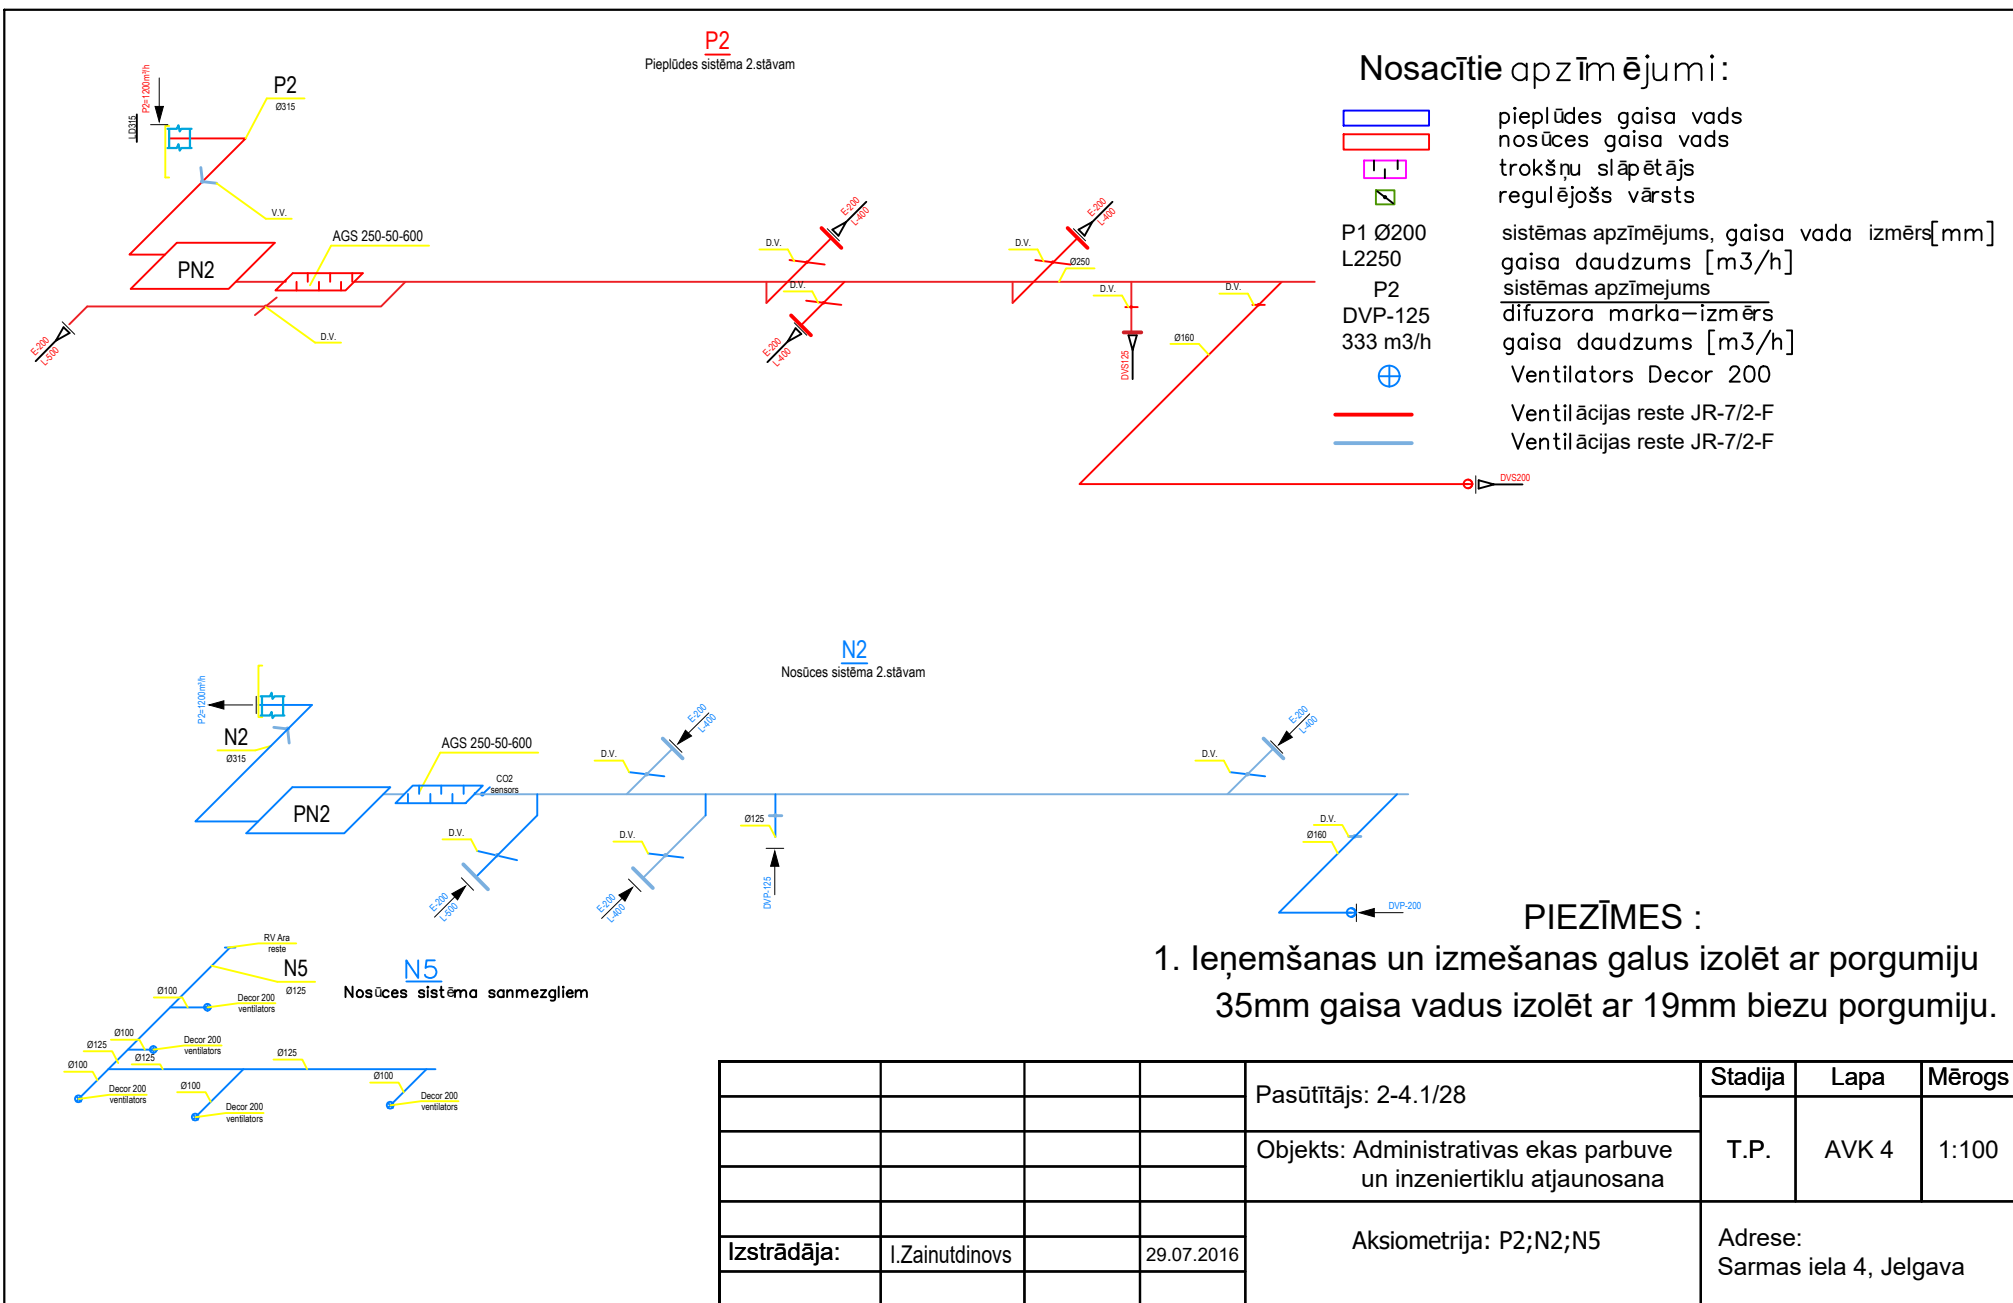 P2
Pieplūdes sistēma 2.stāvam
P2=1200m³/h
LD315
P2
Ø315
V.V.
AGS 250-50-600
PN2
D.V.
E-200
L-500
D.V.
E-200
L-400
D.V.
E-200
L-400
D.V.
E-200
L-400
Ø250
D.V.
DVS125
D.V.
Ø160
DVS200
Nosacītie apzīmējumi:
pieplūdes gaisa vads
nosūces gaisa vads
trokšņu slāpētājs
regulējošs vārsts
P1 Ø200 sistēmas apzīmējums, gaisa vada izmērs[mm]
L2250 gaisa daudzums [m3/h]
P2 sistēmas apzīmejums
DVP-125 difuzora marka-izmērs
333 m3/h gaisa daudzums [m3/h]
Ventilators Decor 200
Ventilācijas reste JR-7/2-F
Ventilācijas reste JR-7/2-F
N2
Nosūces sistēma 2.stāvam
P2=1200m³/h
N2
Ø315
PN2
AGS 250-50-600
CO2
sensors
D.V.
E-200
L-500
D.V.
E-200
L-400
D.V.
E-200
L-400
Ø125
DVP-125
D.V.
E-200
L-400
D.V.
Ø160
DVP-200
N5
Nosūces sistēma sanmezgliem
RV Ara
reste
N5
Ø125
Ø100
Decor 200
ventilators
Ø100
Decor 200
ventilators
Ø125
Ø125
Ø125
Ø100
Decor 200
ventilators
Ø100
Decor 200
ventilators
Ø100
Decor 200
ventilators
PIEZĪMES :
1. Ieņemšanas un izmešanas galus izolēt ar porgumiju
35mm gaisa vadus izolēt ar 19mm biezu porgumiju.
Pasūtītājs: 2-4.1/28
Stadija Lapa Mērogs
Objekts: Administrativas ekas parbuve
un inzeniertiklu atjaunosana
T.P. AVK 4 1:100
Izstrādāja: I.Zainutdinovs 29.07.2016
Aksiometrija: P2;N2;N5
Adrese:
Sarmas iela 4, Jelgava